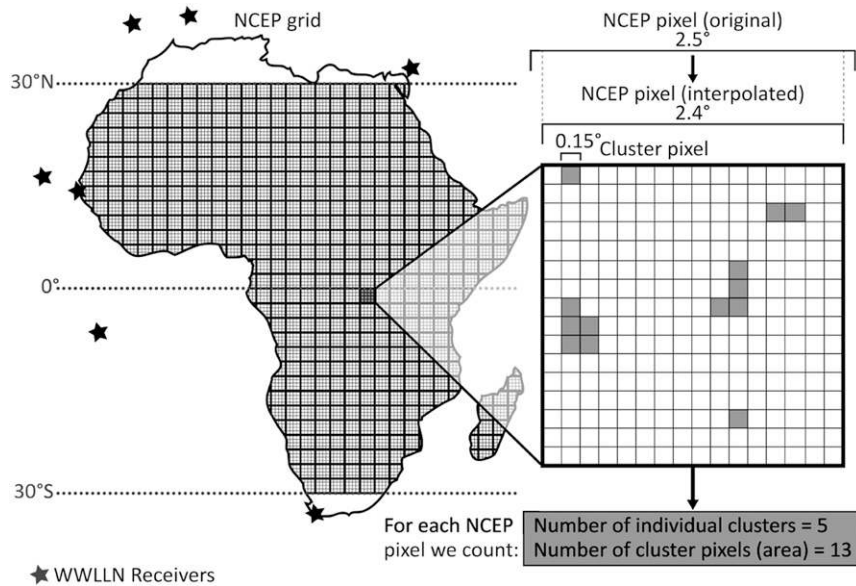 NCEP grid
NCEP pixel (original)
2.5°
30°N
NCEP pixel (interpolated)
2.4°
0.15°
Cluster pixel
0°
30°S
For each NCEP
pixel we count:
Number of individual clusters = 5
Number of cluster pixels (area) = 13
WWLLN Receivers